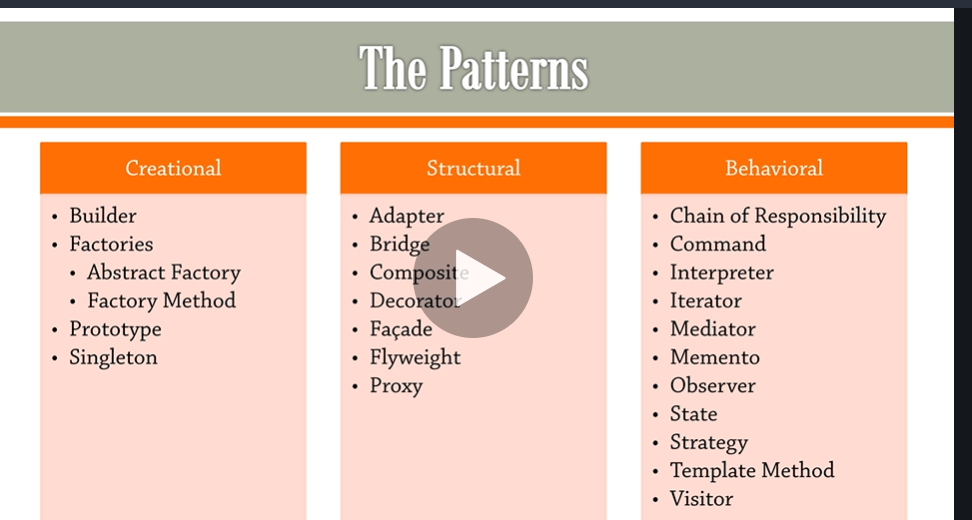 The Patterns
Creational
• Builder
• Factories
• Abstract Factory
• Factory Method
• Prototype
• Singleton
Structural
• Adapter
• Bridge
• Composite
• Decorator
• Façade
• Flyweight
• Proxy
Behavioral
• Chain of Responsibility
• Command
• Interpreter
• Iterator
• Mediator
• Memento
• Observer
• State
• Strategy
• Template Method
• Visitor